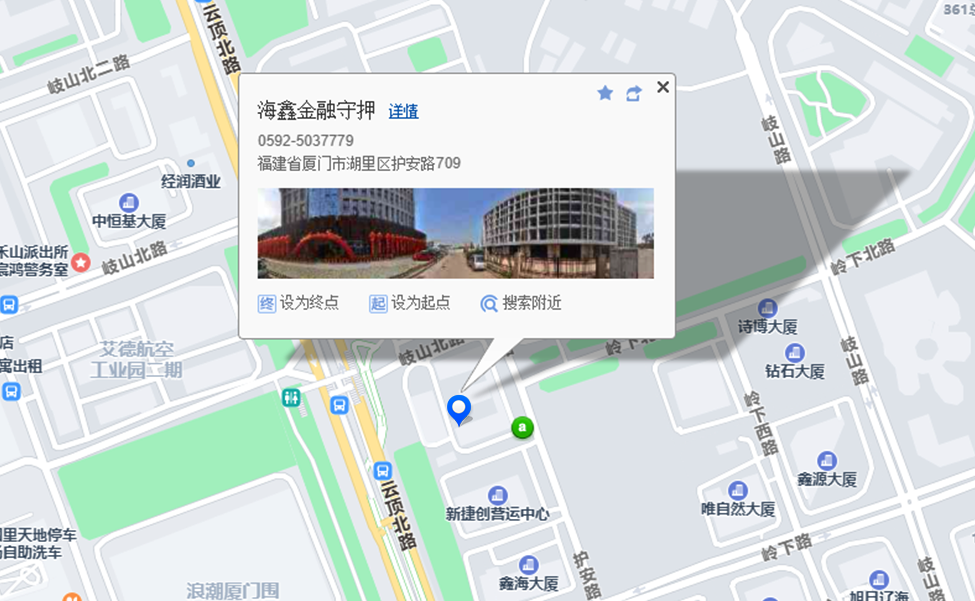 361
云顶北路
岐山北二路
海鑫金融守押 详情
0592-5037779
福建省厦门市湖里区护安路709
岐山路
经润酒业
中恒基大厦
禾山派出所
宸鸿警务室
岐山北路
岭下北路
终 设为终点 起 设为起点 搜索附近
诗博大厦
店
寓出租
艾德航空
工业园二期
岐山北路
岭下北
钻石大厦
岐山路
岭下西路
a
鑫源大厦
云顶北路
新捷创营运中心
唯自然大厦
里天地停车
自助洗车
岭下路
护安路
鑫海大厦
岐山路
浪潮厦门围
旭日辽海